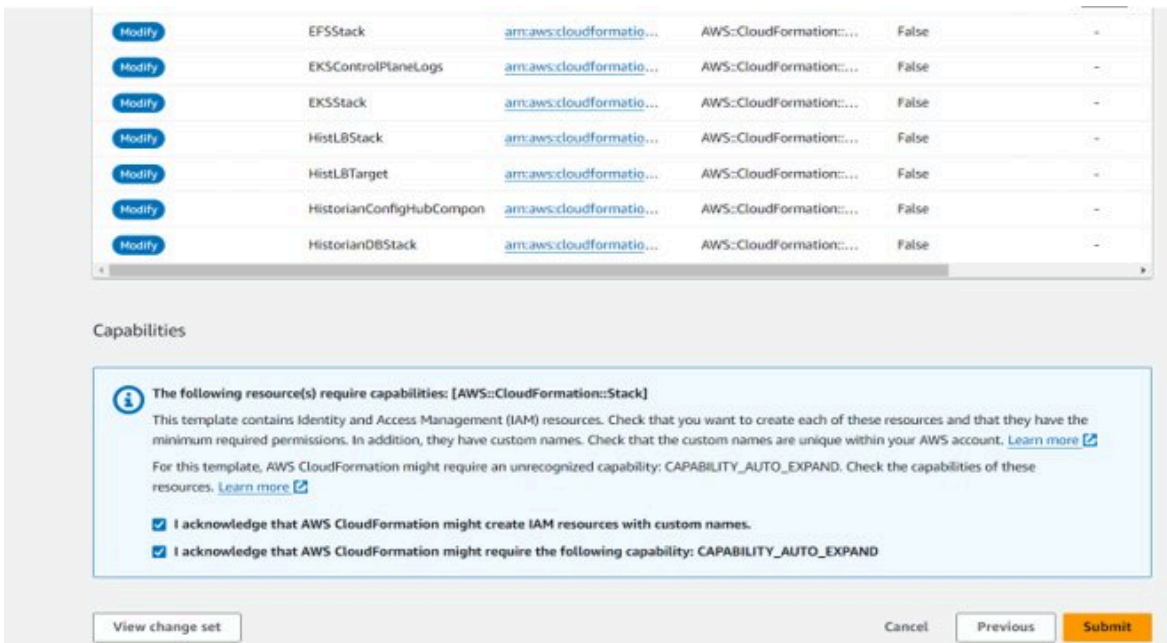 Modify EFSStack arn:aws:cloudformatio... AWS::CloudFormation::... False -
Modify EKSControlPlaneLogs arn:aws:cloudformatio... AWS::CloudFormation::... False -
Modify EKSStack arn:aws:cloudformatio... AWS::CloudFormation::... False -
Modify HistLBStack arn:aws:cloudformatio... AWS::CloudFormation::... False -
Modify HistLBTarget arn:aws:cloudformatio... AWS::CloudFormation::... False -
Modify HistorianConfigHubCompon arn:aws:cloudformatio... AWS::CloudFormation::... False -
Modify HistorianDBStack arn:aws:cloudformatio... AWS::CloudFormation::... False -
Capabilities
The following resource(s) require capabilities: [AWS::CloudFormation::Stack]
This template contains Identity and Access Management (IAM) resources. Check that you want to create each of these resources and that they have the
minimum required permissions. In addition, they have custom names. Check that the custom names are unique within your AWS account. Learn more
For this template, AWS CloudFormation might require an unrecognized capability: CAPABILITY_AUTO_EXPAND. Check the capabilities of these
resources. Learn more
I acknowledge that AWS CloudFormation might create IAM resources with custom names.
I acknowledge that AWS CloudFormation might require the following capability: CAPABILITY_AUTO_EXPAND
View change set Cancel Previous Submit